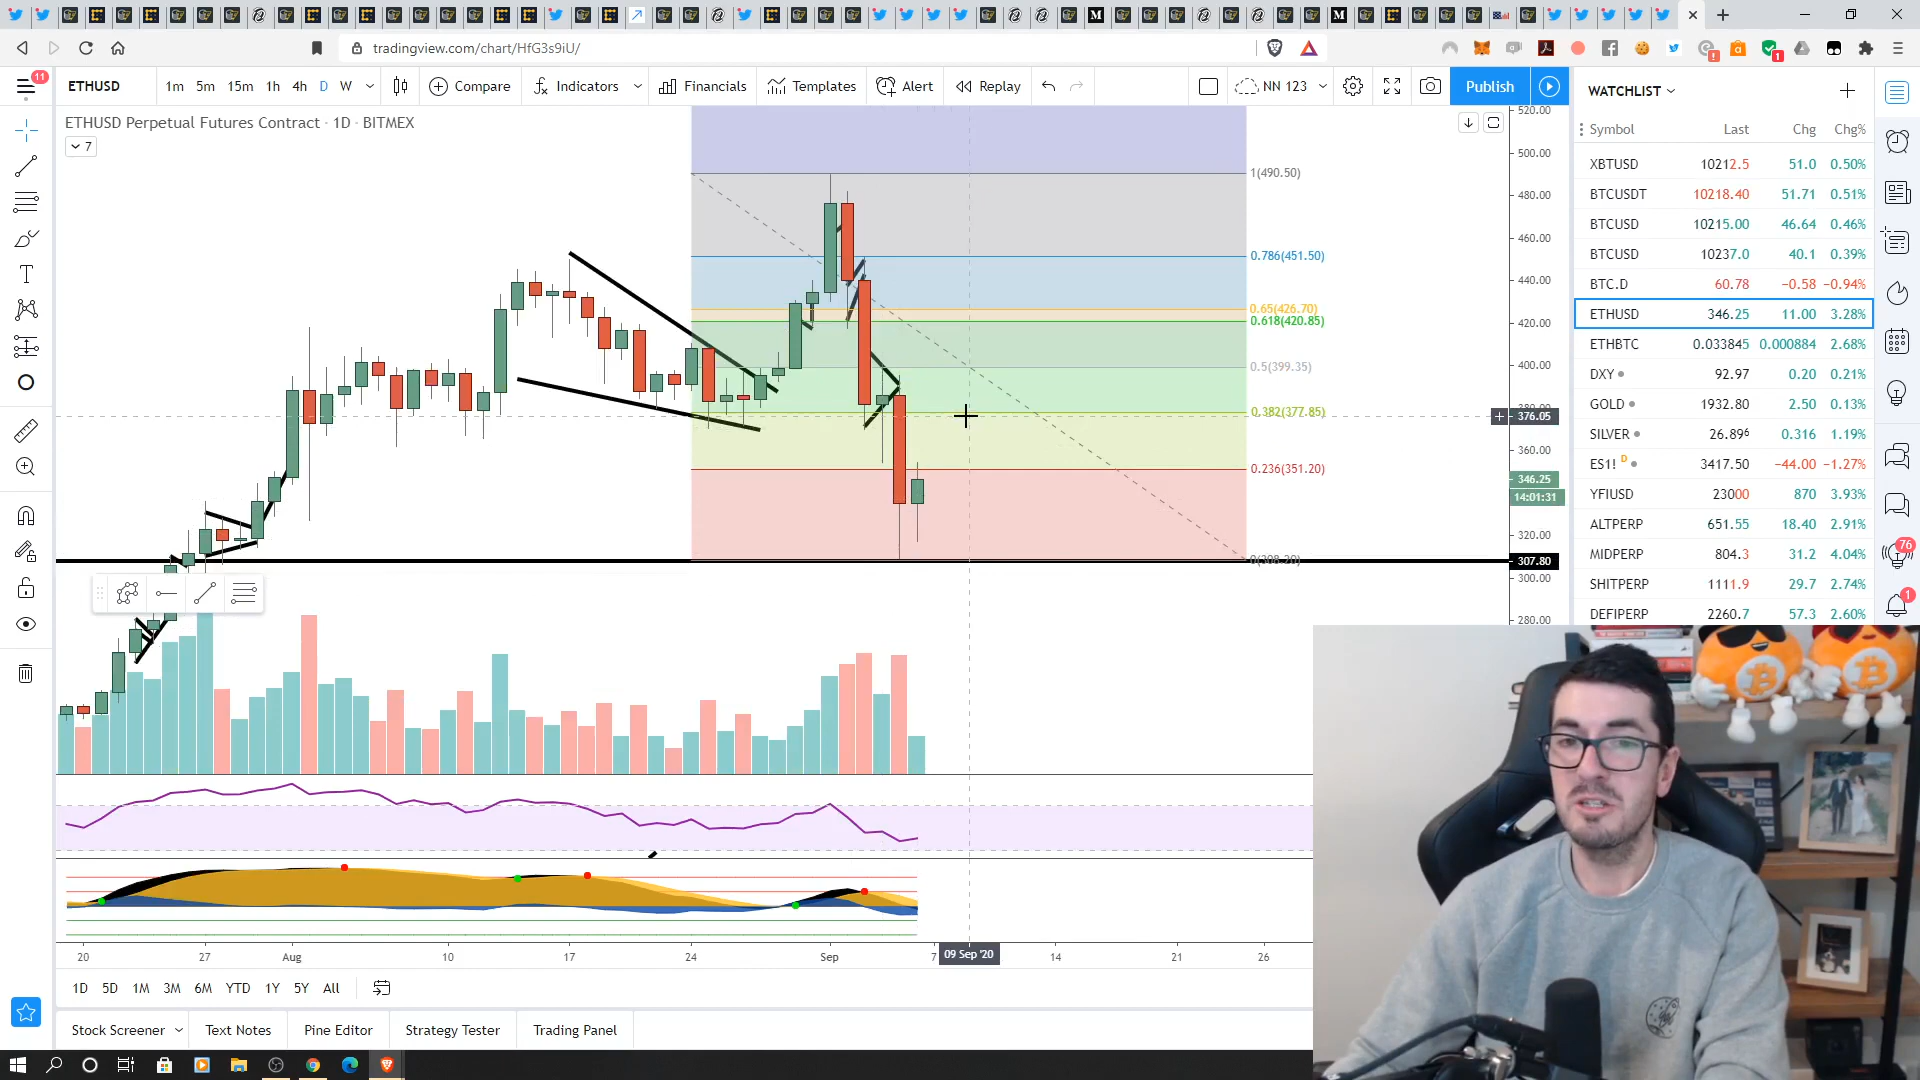 tradingview.com/chart/HfG3s9iU/
11
ETHUSD 1m 5m 15m 1h 4h D W Compare Indicators Financials Templates Alert Replay NN 123 Publish
ETHUSD Perpetual Futures Contract · 1D · BITMEX
7
1(490.50)
0.786(451.50)
0.65(426.70)
0.618(420.85)
0.5(399.35)
0.382(377.85)
0.236(351.20)
0(308.20)
520.00
500.00
480.00
460.00
440.00
420.00
400.00
376.05
360.00
346.25
14:01:31
320.00
307.80
300.00
280.00
WATCHLIST
Symbol Last Chg Chg%
XBTUSD 10212.5 51.0 0.50%
BTCUSDT 10218.40 51.71 0.51%
BTCUSD 10215.00 46.64 0.46%
BTCUSD 10237.0 40.1 0.39%
BTC.D 60.78 −0.58 −0.94%
ETHUSD 346.25 11.00 3.28%
ETHBTC 0.033845 0.000884 2.68%
DXY 92.97 0.20 0.21%
GOLD 1932.80 2.50 0.13%
SILVER 26.896 0.316 1.19%
ES1! D 3417.50 −44.00 −1.27%
YFIUSD 23000 870 3.93%
ALTPERP 651.55 18.40 2.91%
MIDPERP 804.3 31.2 4.04%
SHITPERP 1111.9 29.7 2.74%
DEFIPERP 2260.7 57.3 2.60%
76
1
20 27 Aug 10 17 24 Sep 7 09 Sep '20 14 21 26
1D 5D 1M 3M 6M YTD 1Y 5Y All
Stock Screener Text Notes Pine Editor Strategy Tester Trading Panel